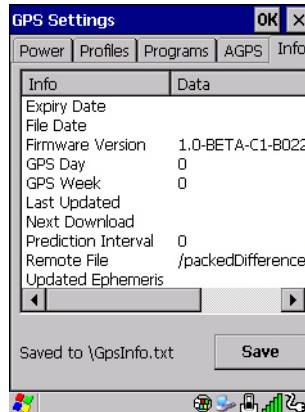 GPS Settings OK ×
Power Profiles Programs AGPS Info
Info Data
Expiry Date
File Date
Firmware Version 1.0-BETA-C1-B022
GPS Day 0
GPS Week 0
Last Updated
Next Download
Prediction Interval 0
Remote File /packedDifference
Updated Ephemeris
Saved to \GpsInfo.txt Save